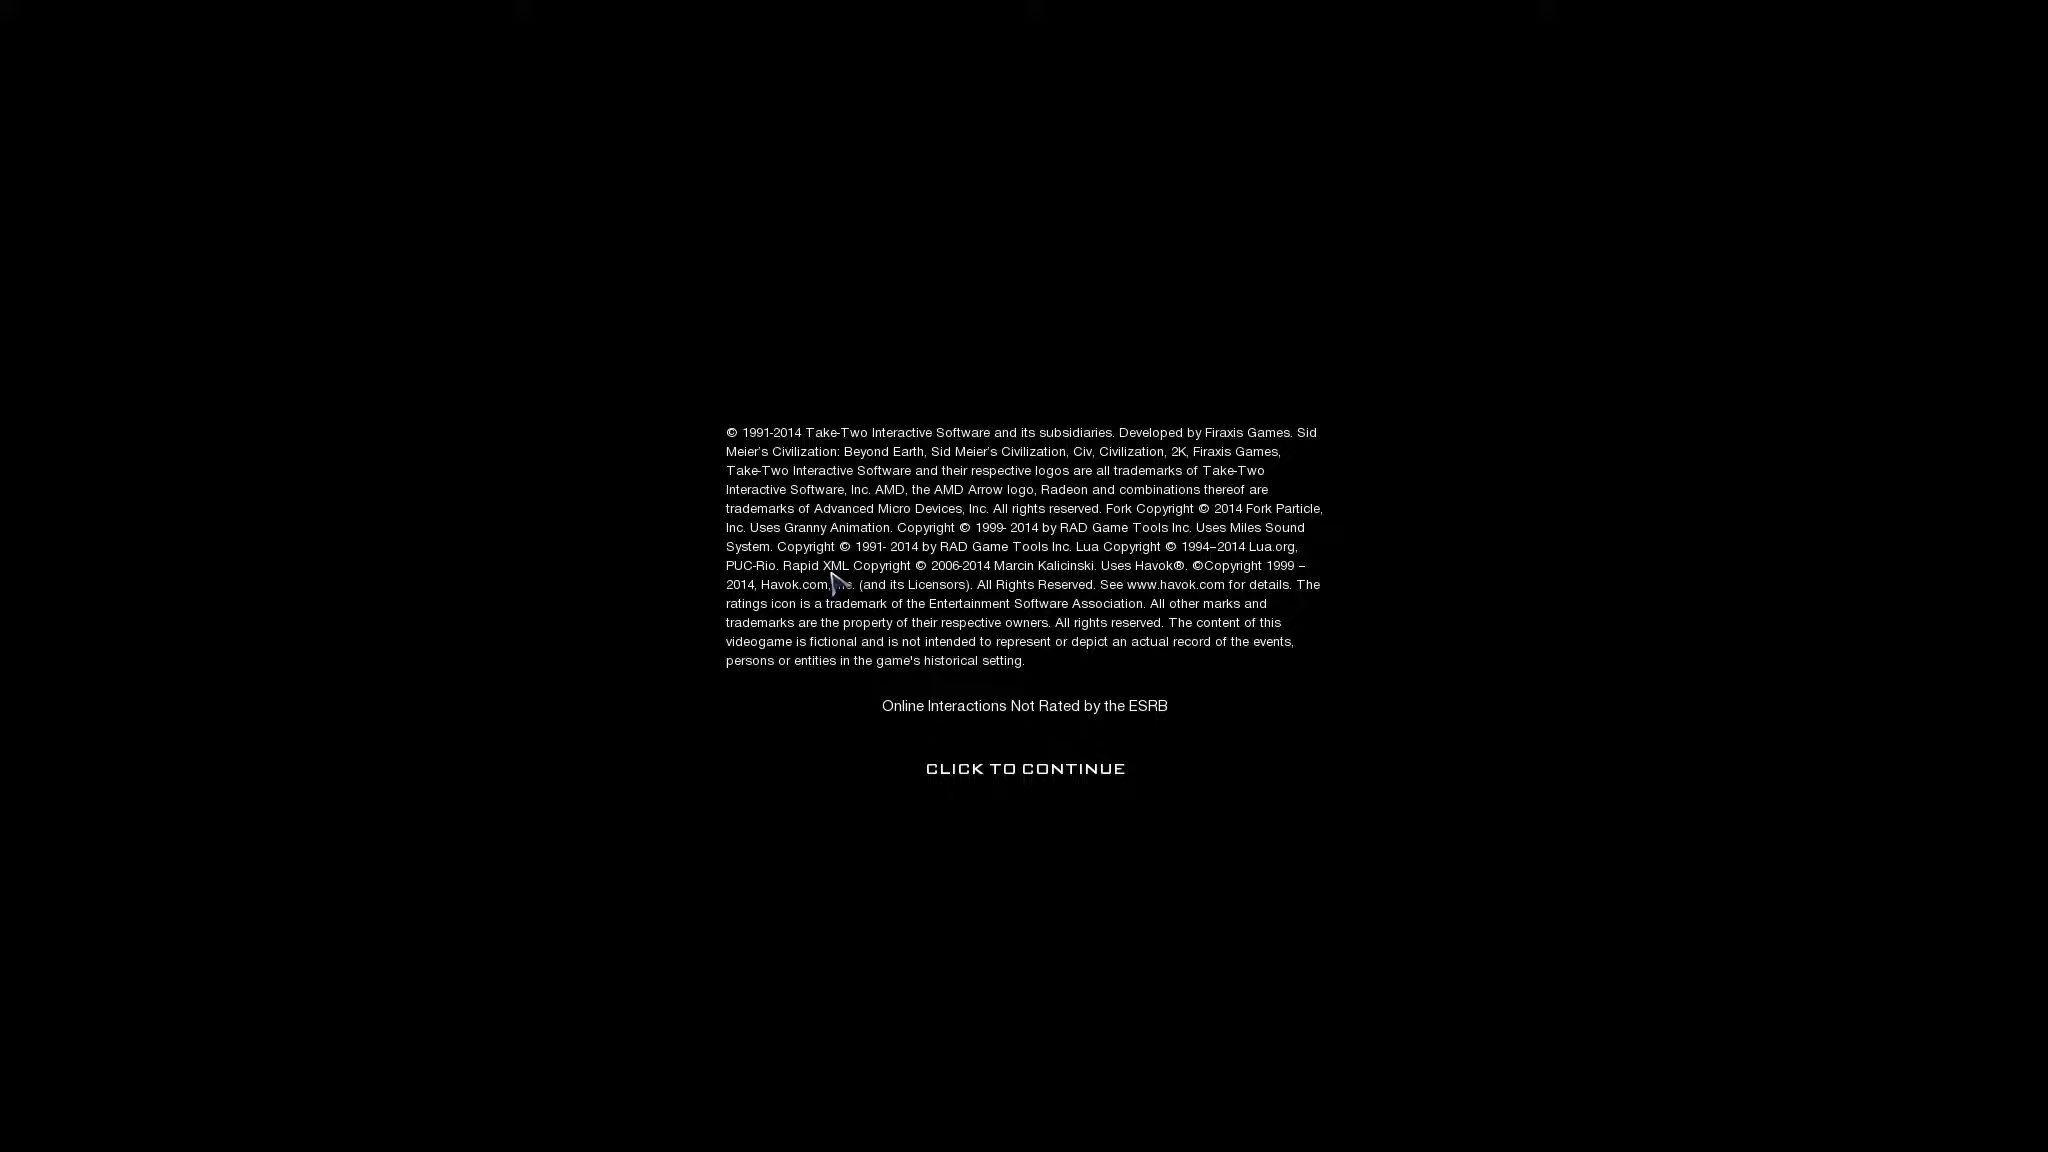 © 1991-2014 Take-Two Interactive Software and its subsidiaries. Developed by Firaxis Games. Sid
Meier's Civilization: Beyond Earth, Sid Meier's Civilization, Civ, Civilization, 2K, Firaxis Games,
Take-Two Interactive Software and their respective logos are all trademarks of Take-Two
Interactive Software, Inc. AMD, the AMD Arrow logo, Radeon and combinations thereof are
trademarks of Advanced Micro Devices, Inc. All rights reserved. Fork Copyright © 2014 Fork Particle,
Inc. Uses Granny Animation. Copyright © 1999- 2014 by RAD Game Tools Inc. Uses Miles Sound
System. Copyright © 1991- 2014 by RAD Game Tools Inc. Lua Copyright © 1994–2014 Lua.org,
PUC-Rio. Rapid XML Copyright © 2006-2014 Marcin Kalicinski. Uses Havok®. ©Copyright 1999 –
2014, Havok.com, (and its Licensors). All Rights Reserved. See www.havok.com for details. The
ratings icon is a trademark of the Entertainment Software Association. All other marks and
trademarks are the property of their respective owners. All rights reserved. The content of this
videogame is fictional and is not intended to represent or depict an actual record of the events,
persons or entities in the game's historical setting.
Online Interactions Not Rated by the ESRB
CLICK TO CONTINUE